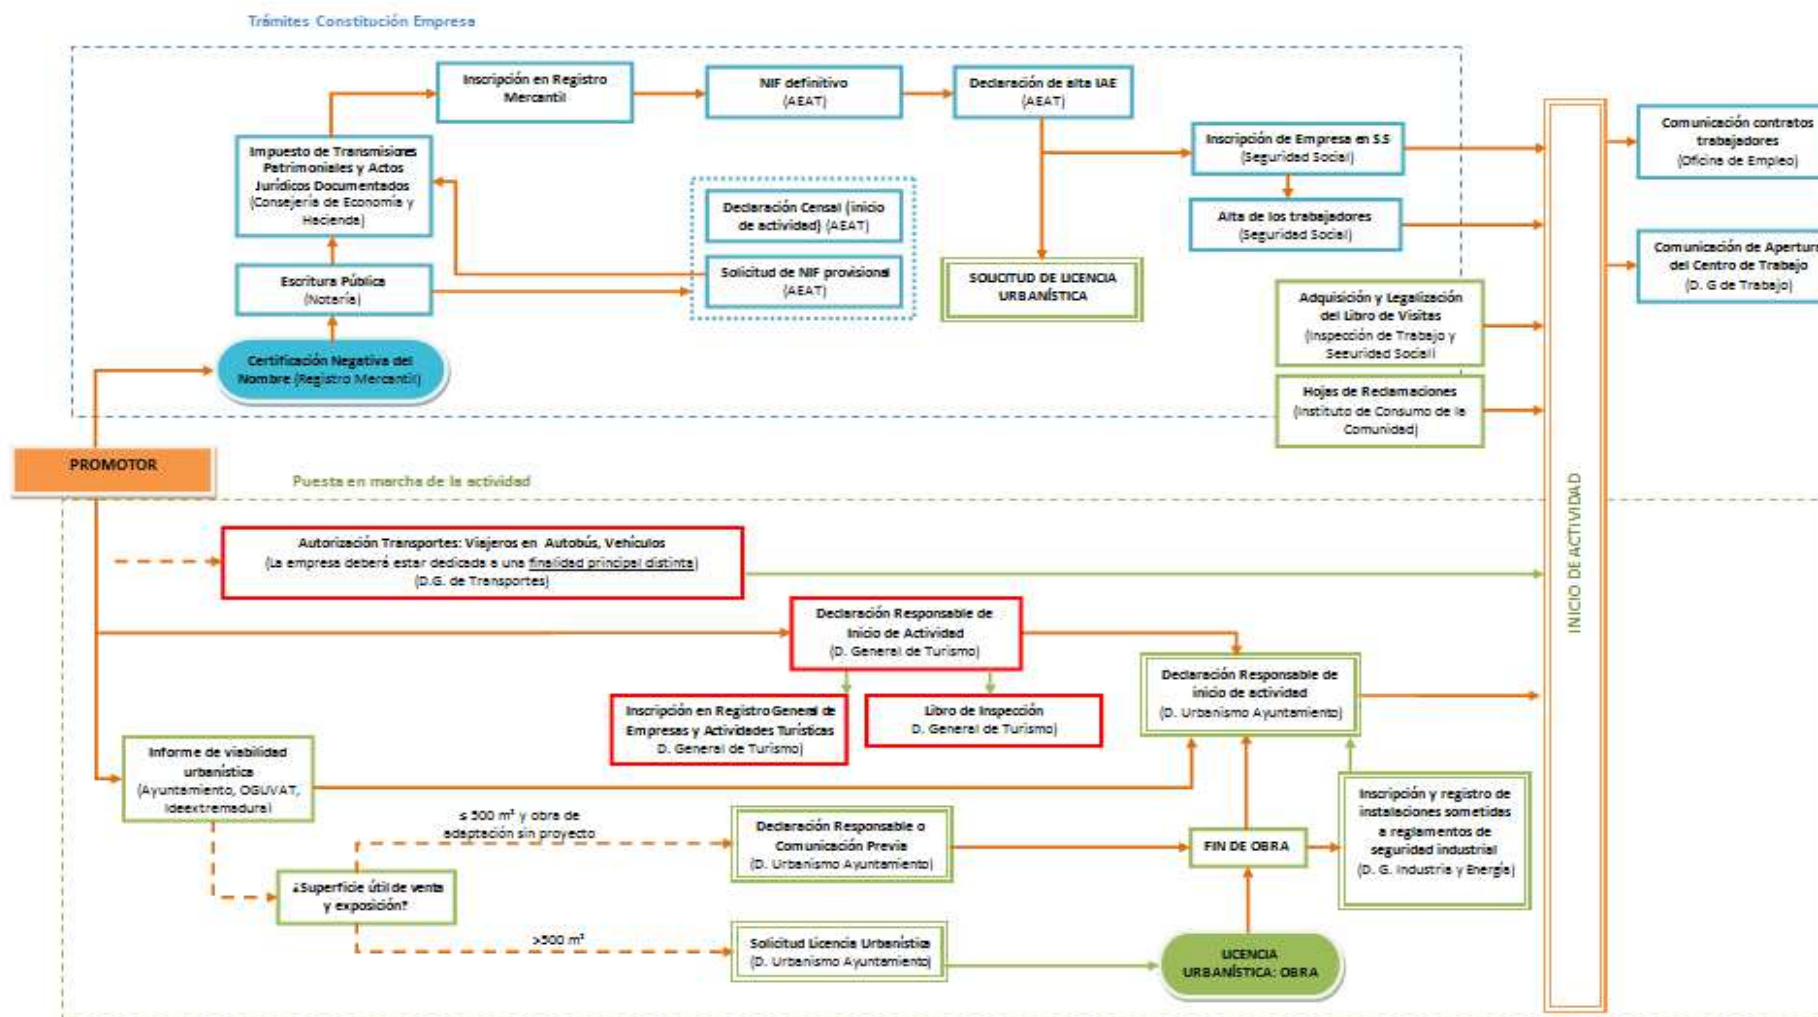 Trámites Constitución Empresa
Inscripción en Registro
Mercantil
NIF definitivo
(AEAT)
Declaración de alta IAE
(AEAT)
Impuesto de Transmisiones
Patrimoniales y Actos
Jurídicos Documentados
(Consejería de Economía y
Hacienda)
Inscripción de Empresa en S.S
(Seguridad Social)
Comunicación contratos
trabajadores
(Oficina de Empleo)
Declaración Censal (inicio
de actividad) (AEAT)
Alta de los trabajadores
(Seguridad Social)
Escritura Pública
(Notaría)
Solicitud de NIF provisional
(AEAT)
SOLICITUD DE LICENCIA
URBANÍSTICA
Comunicación de Apertura
del Centro de Trabajo
(D. G de Trabajo)
Adquisición y Legalización
del Libro de Visitas
(Inspección de Trabajo y
Seguridad Social)
Certificación Negativa del
Nombre (Registro Mercantil)
Hojas de Reclamaciones
(Instituto de Consumo de la
Comunidad)
PROMOTOR
Puesta en marcha de la actividad
INICIO DE ACTIVIDAD
Autorización Transportes: Viajeros en Autobús, Vehículos
(La empresa deberá estar dedicada a una finalidad principal distinta)
(D.G. de Transportes)
Declaración Responsable de
Inicio de Actividad
(D. General de Turismo)
Declaración Responsable de
inicio de actividad
(D. Urbanismo Ayuntamiento)
Inscripción en Registro General de
Empresas y Actividades Turísticas
D. General de Turismo)
Libro de Inspección
D. General de Turismo)
Informe de viabilidad
urbanística
(Ayuntamiento, OGUVAT,
Ideextremadura)
≤ 500 m² y obra de
adaptación sin proyecto
Declaración Responsable o
Comunicación Previa
(D. Urbanismo Ayuntamiento)
FIN DE OBRA
Inscripción y registro de
instalaciones sometidas
a reglamentos de
seguridad industrial
(D. G. Industria y Energía)
¿Superficie útil de venta
y exposición?
>500 m²
Solicitud Licencia Urbanística
(D. Urbanismo Ayuntamiento)
LICENCIA
URBANÍSTICA: OBRA